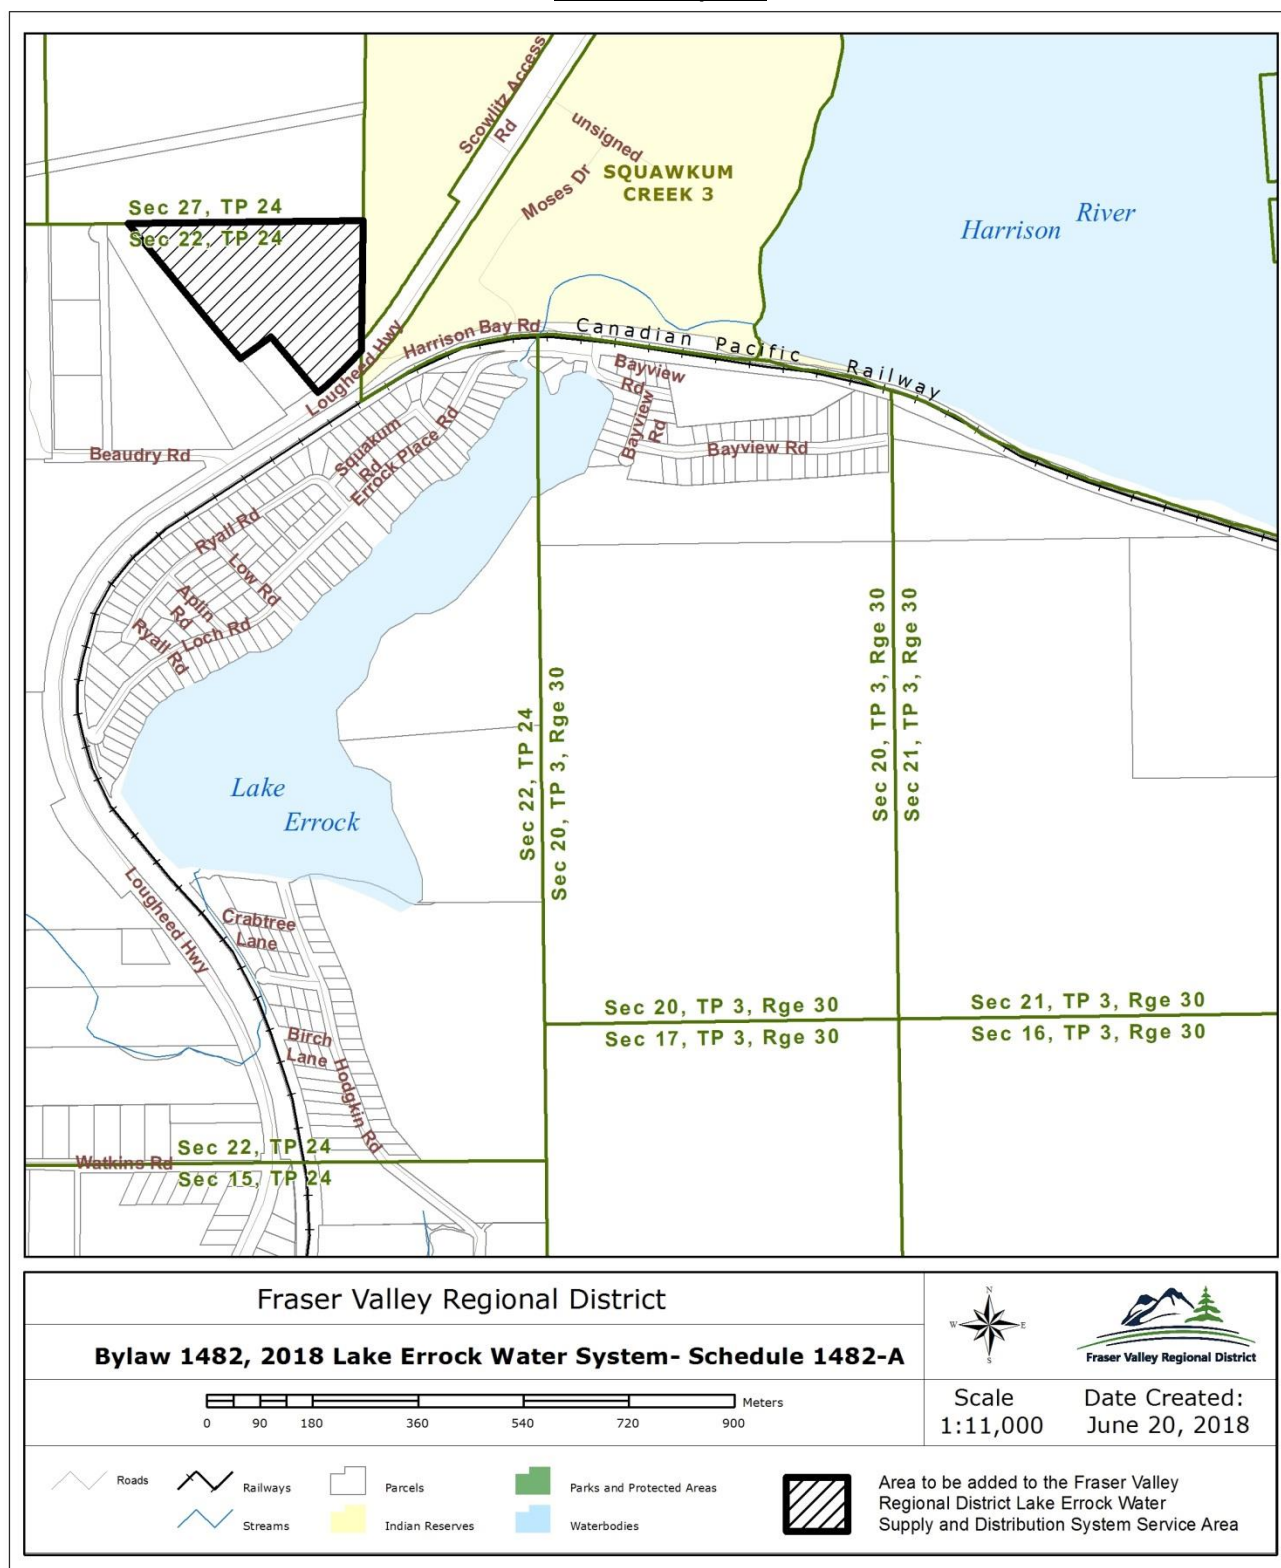 Scowlitz Access
Rd
unsigned
Moses Dr
SQUAWKUM
CREEK 3
Harrison
River
Sec 27, TP 24
Sec 22, TP 24
Lougheed Hwy
Harrison Bay Rd
Canadian Pacific Railway
Bayview
Rd
Bayview
Rd
Bayview Rd
Beaudry Rd
Squakum
Rd
Errock Place Rd
Ryall Rd
Low Rd
Aplin
Rd
Loch Rd
Ryall Rd
Sec 22, TP 24
Sec 20, TP 3, Rge 30
Sec 20, TP 3, Rge 30
Sec 21, TP 3, Rge 30
Lake
Errock
Lougheed Hwy
Crabtree
Lane
Birch
Lane
Hodgkin Rd
Sec 20, TP 3, Rge 30
Sec 17, TP 3, Rge 30
Sec 21, TP 3, Rge 30
Sec 16, TP 3, Rge 30
Sec 22, TP 24
Watkins Rd
Sec 15, TP 24
Fraser Valley Regional District
Bylaw 1482, 2018 Lake Errock Water System- Schedule 1482-A
N
W E
S
Fraser Valley Regional District
0 90 180 360 540 720 900 Meters
Scale
1:11,000
Date Created:
June 20, 2018
Roads
Railways
Parcels
Parks and Protected Areas
Streams
Indian Reserves
Waterbodies
Area to be added to the Fraser Valley
Regional District Lake Errock Water
Supply and Distribution System Service Area